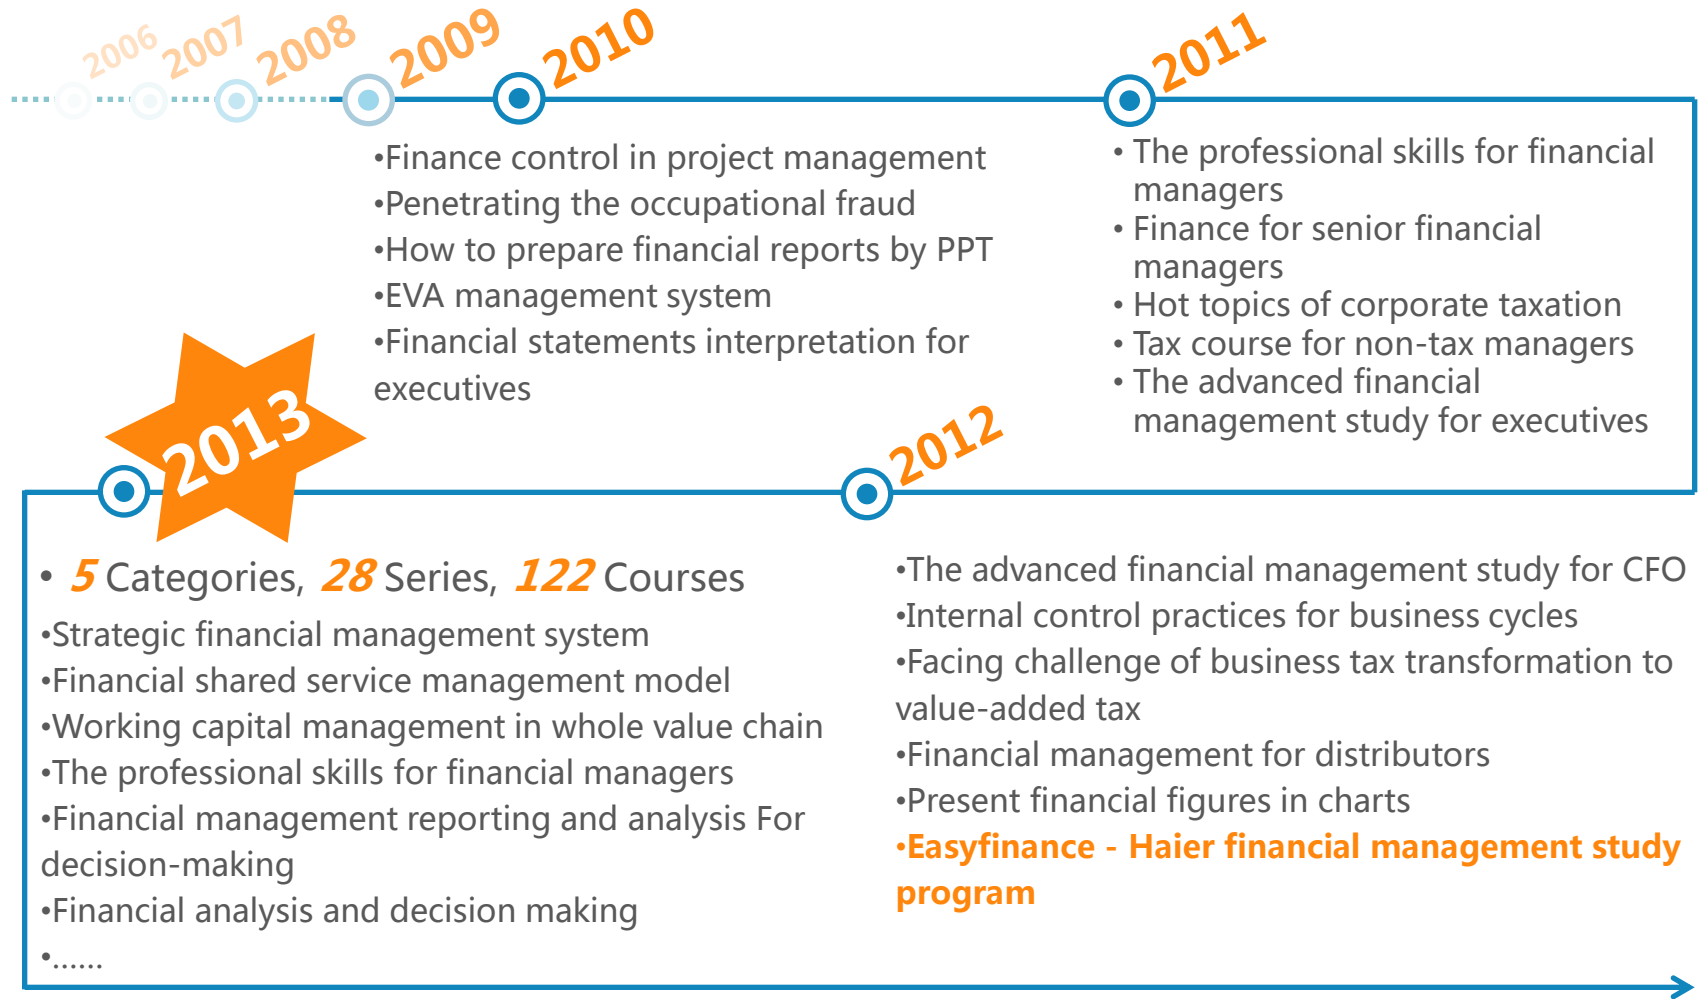 2006
2007
2008
2009
2010
2011
•Finance control in project management
•Penetrating the occupational fraud
•How to prepare financial reports by PPT
•EVA management system
•Financial statements interpretation for
executives
• The professional skills for financial
managers
• Finance for senior financial
managers
• Hot topics of corporate taxation
• Tax course for non-tax managers
• The advanced financial
management study for executives
2012
•The advanced financial management study for CFO
•Internal control practices for business cycles
•Facing challenge of business tax transformation to
value-added tax
•Financial management for distributors
•Present financial figures in charts
•Easyfinance - Haier financial management study
program
2013
• 5 Categories, 28 Series, 122 Courses
•Strategic financial management system
•Financial shared service management model
•Working capital management in whole value chain
•The professional skills for financial managers
•Financial management reporting and analysis For
decision-making
•Financial analysis and decision making
•......